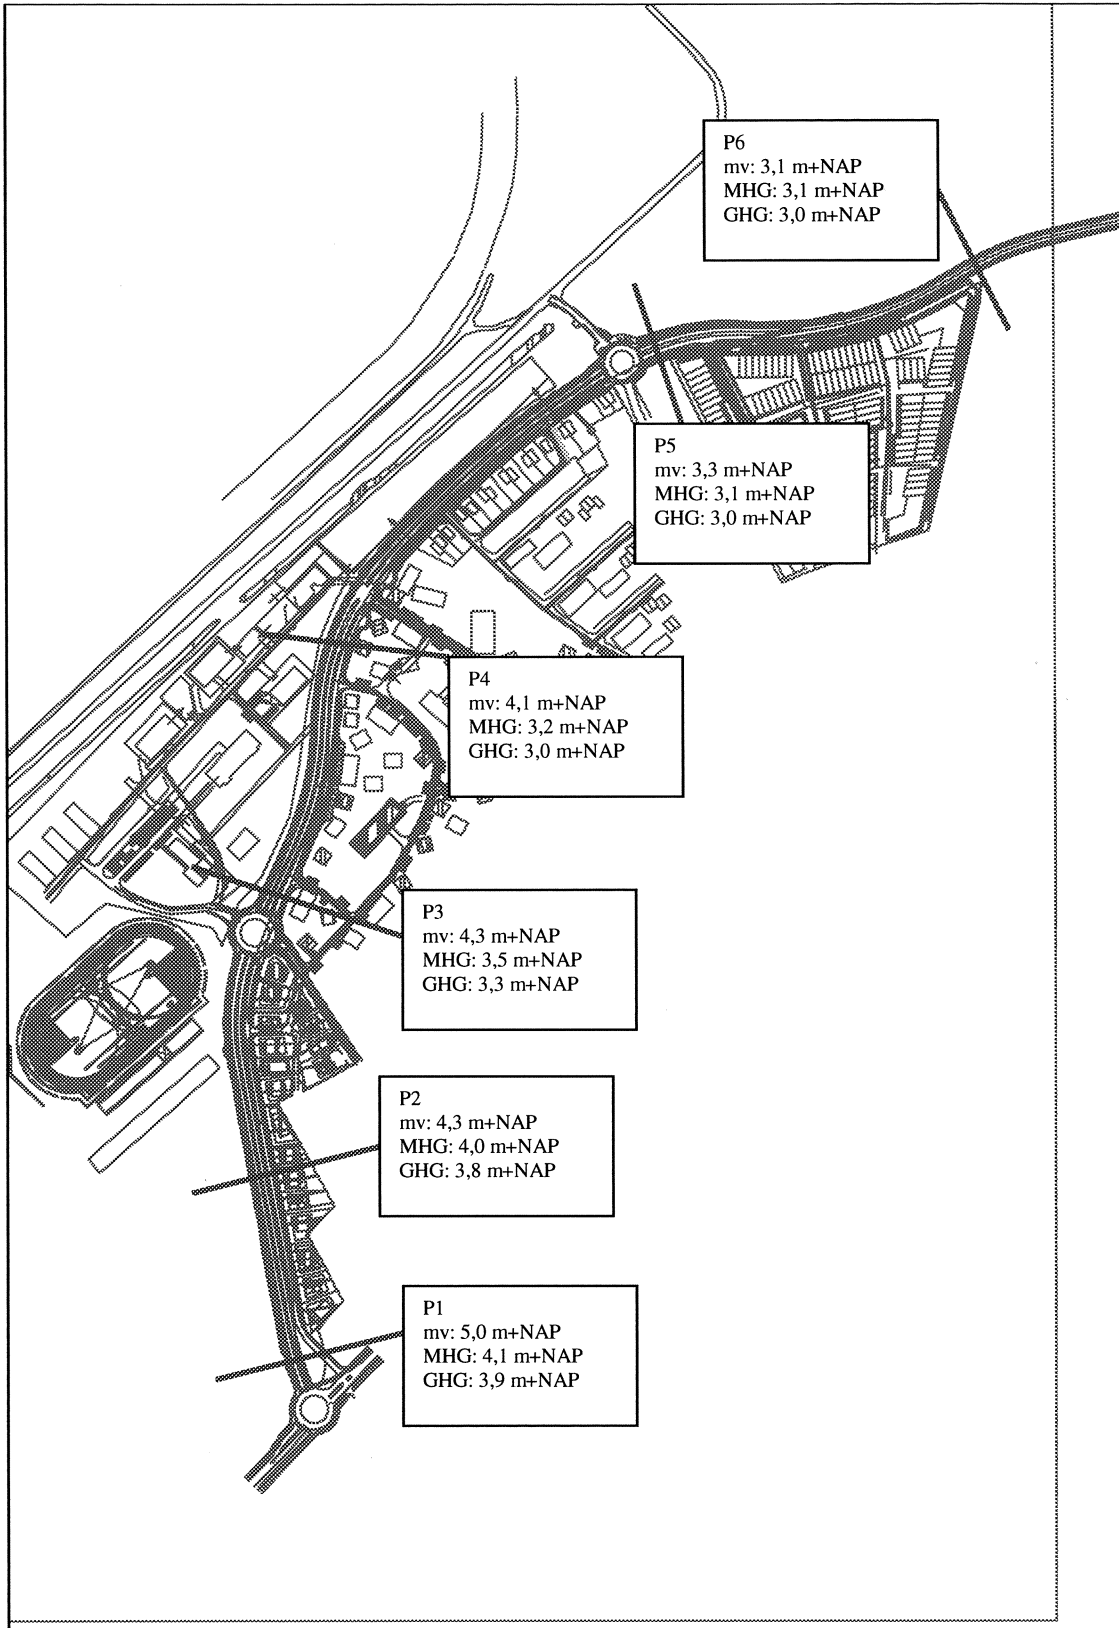 P6
mv: 3,1 m+NAP
MHG: 3,1 m+NAP
GHG: 3,0 m+NAP
P5
mv: 3,3 m+NAP
MHG: 3,1 m+NAP
GHG: 3,0 m+NAP
P4
mv: 4,1 m+NAP
MHG: 3,2 m+NAP
GHG: 3,0 m+NAP
P3
mv: 4,3 m+NAP
MHG: 3,5 m+NAP
GHG: 3,3 m+NAP
P2
mv: 4,3 m+NAP
MHG: 4,0 m+NAP
GHG: 3,8 m+NAP
P1
mv: 5,0 m+NAP
MHG: 4,1 m+NAP
GHG: 3,9 m+NAP